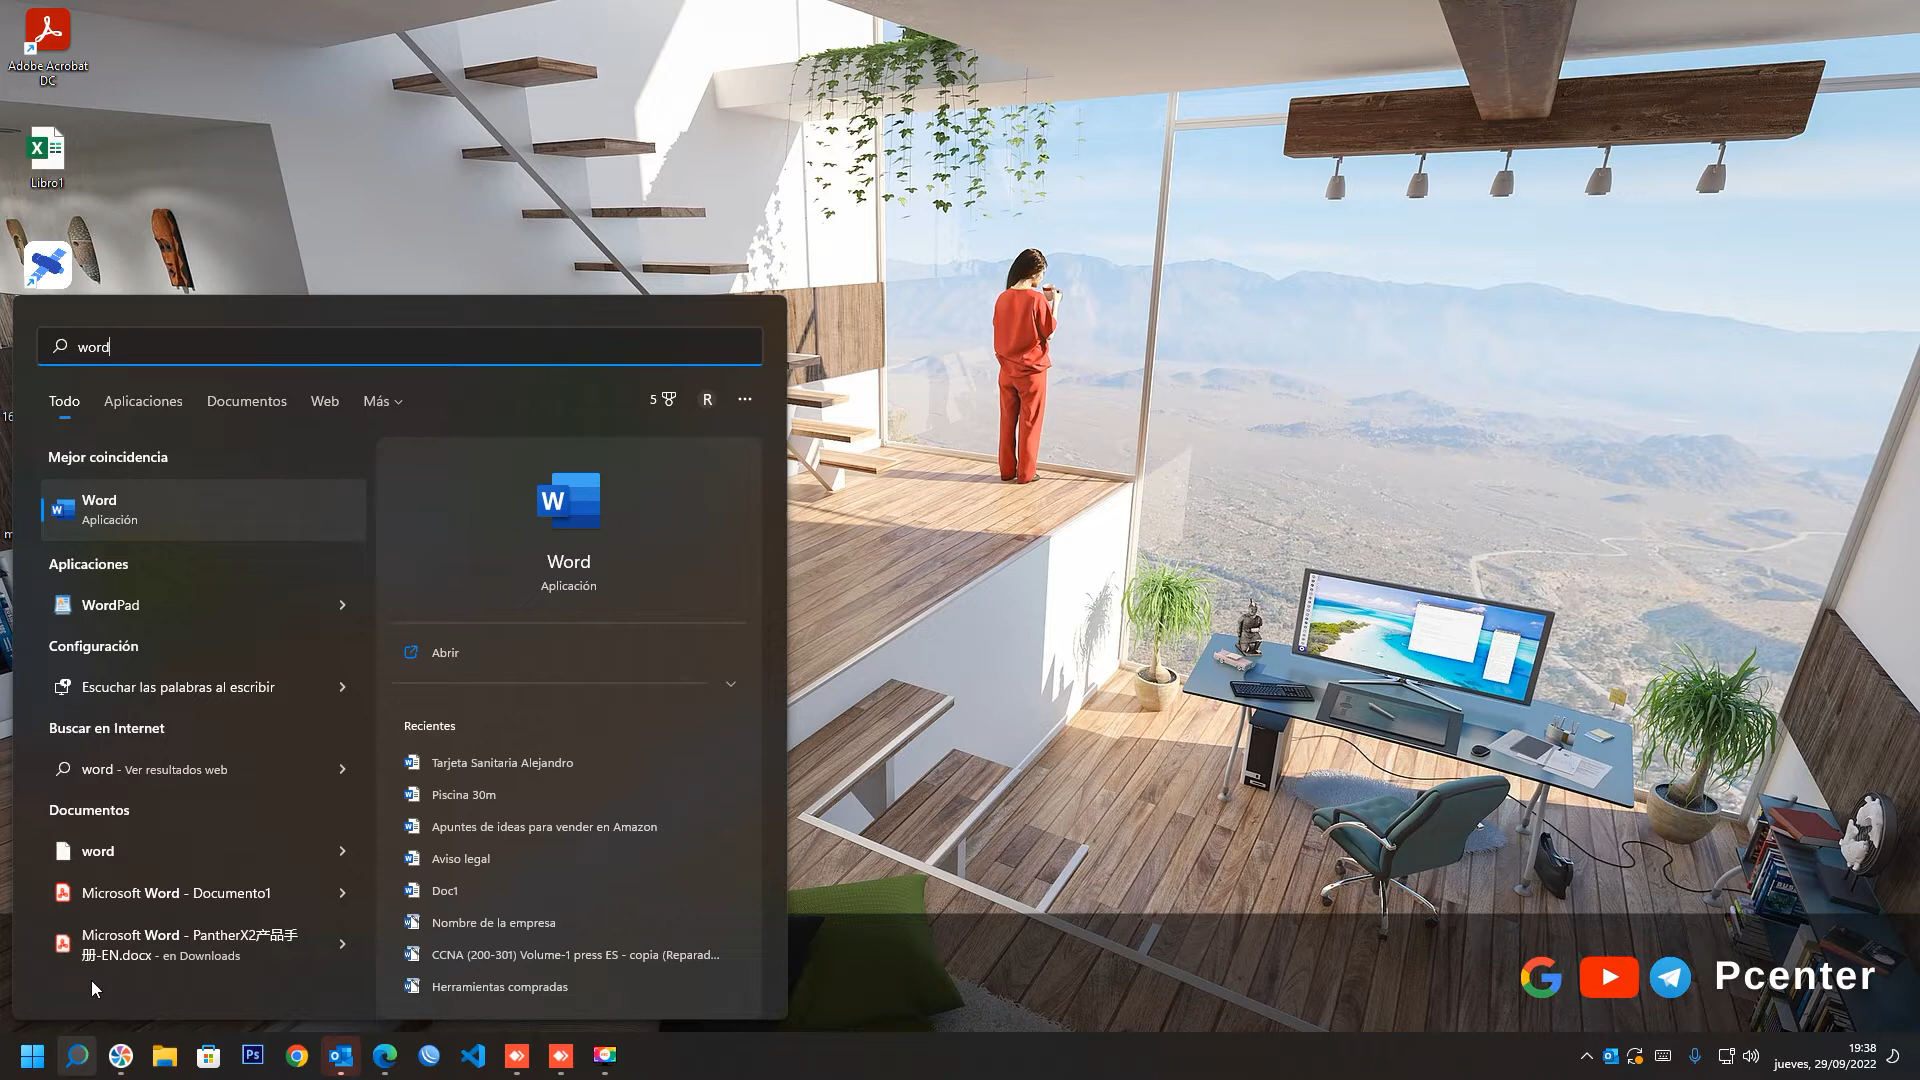 Adobe Acrobat
DC
Libro1
word
Todo Aplicaciones Documentos Web Más
5 R ···
Mejor coincidencia
Word
Aplicación
Aplicaciones
WordPad
Configuración
Escuchar las palabras al escribir
Buscar en Internet
word - Ver resultados web
Documentos
word
Microsoft Word - Documento1
Microsoft Word - PantherX2产品手
册-EN.docx - en Downloads
W
Word
Aplicación
Abrir
Recientes
Tarjeta Sanitaria Alejandro
Piscina 30m
Apuntes de ideas para vender en Amazon
Aviso legal
Doc1
Nombre de la empresa
CCNA (200-301) Volume-1 press ES - copia (Reparad...
Herramientas compradas
Pcenter
Ps
19:38
jueves, 29/09/2022